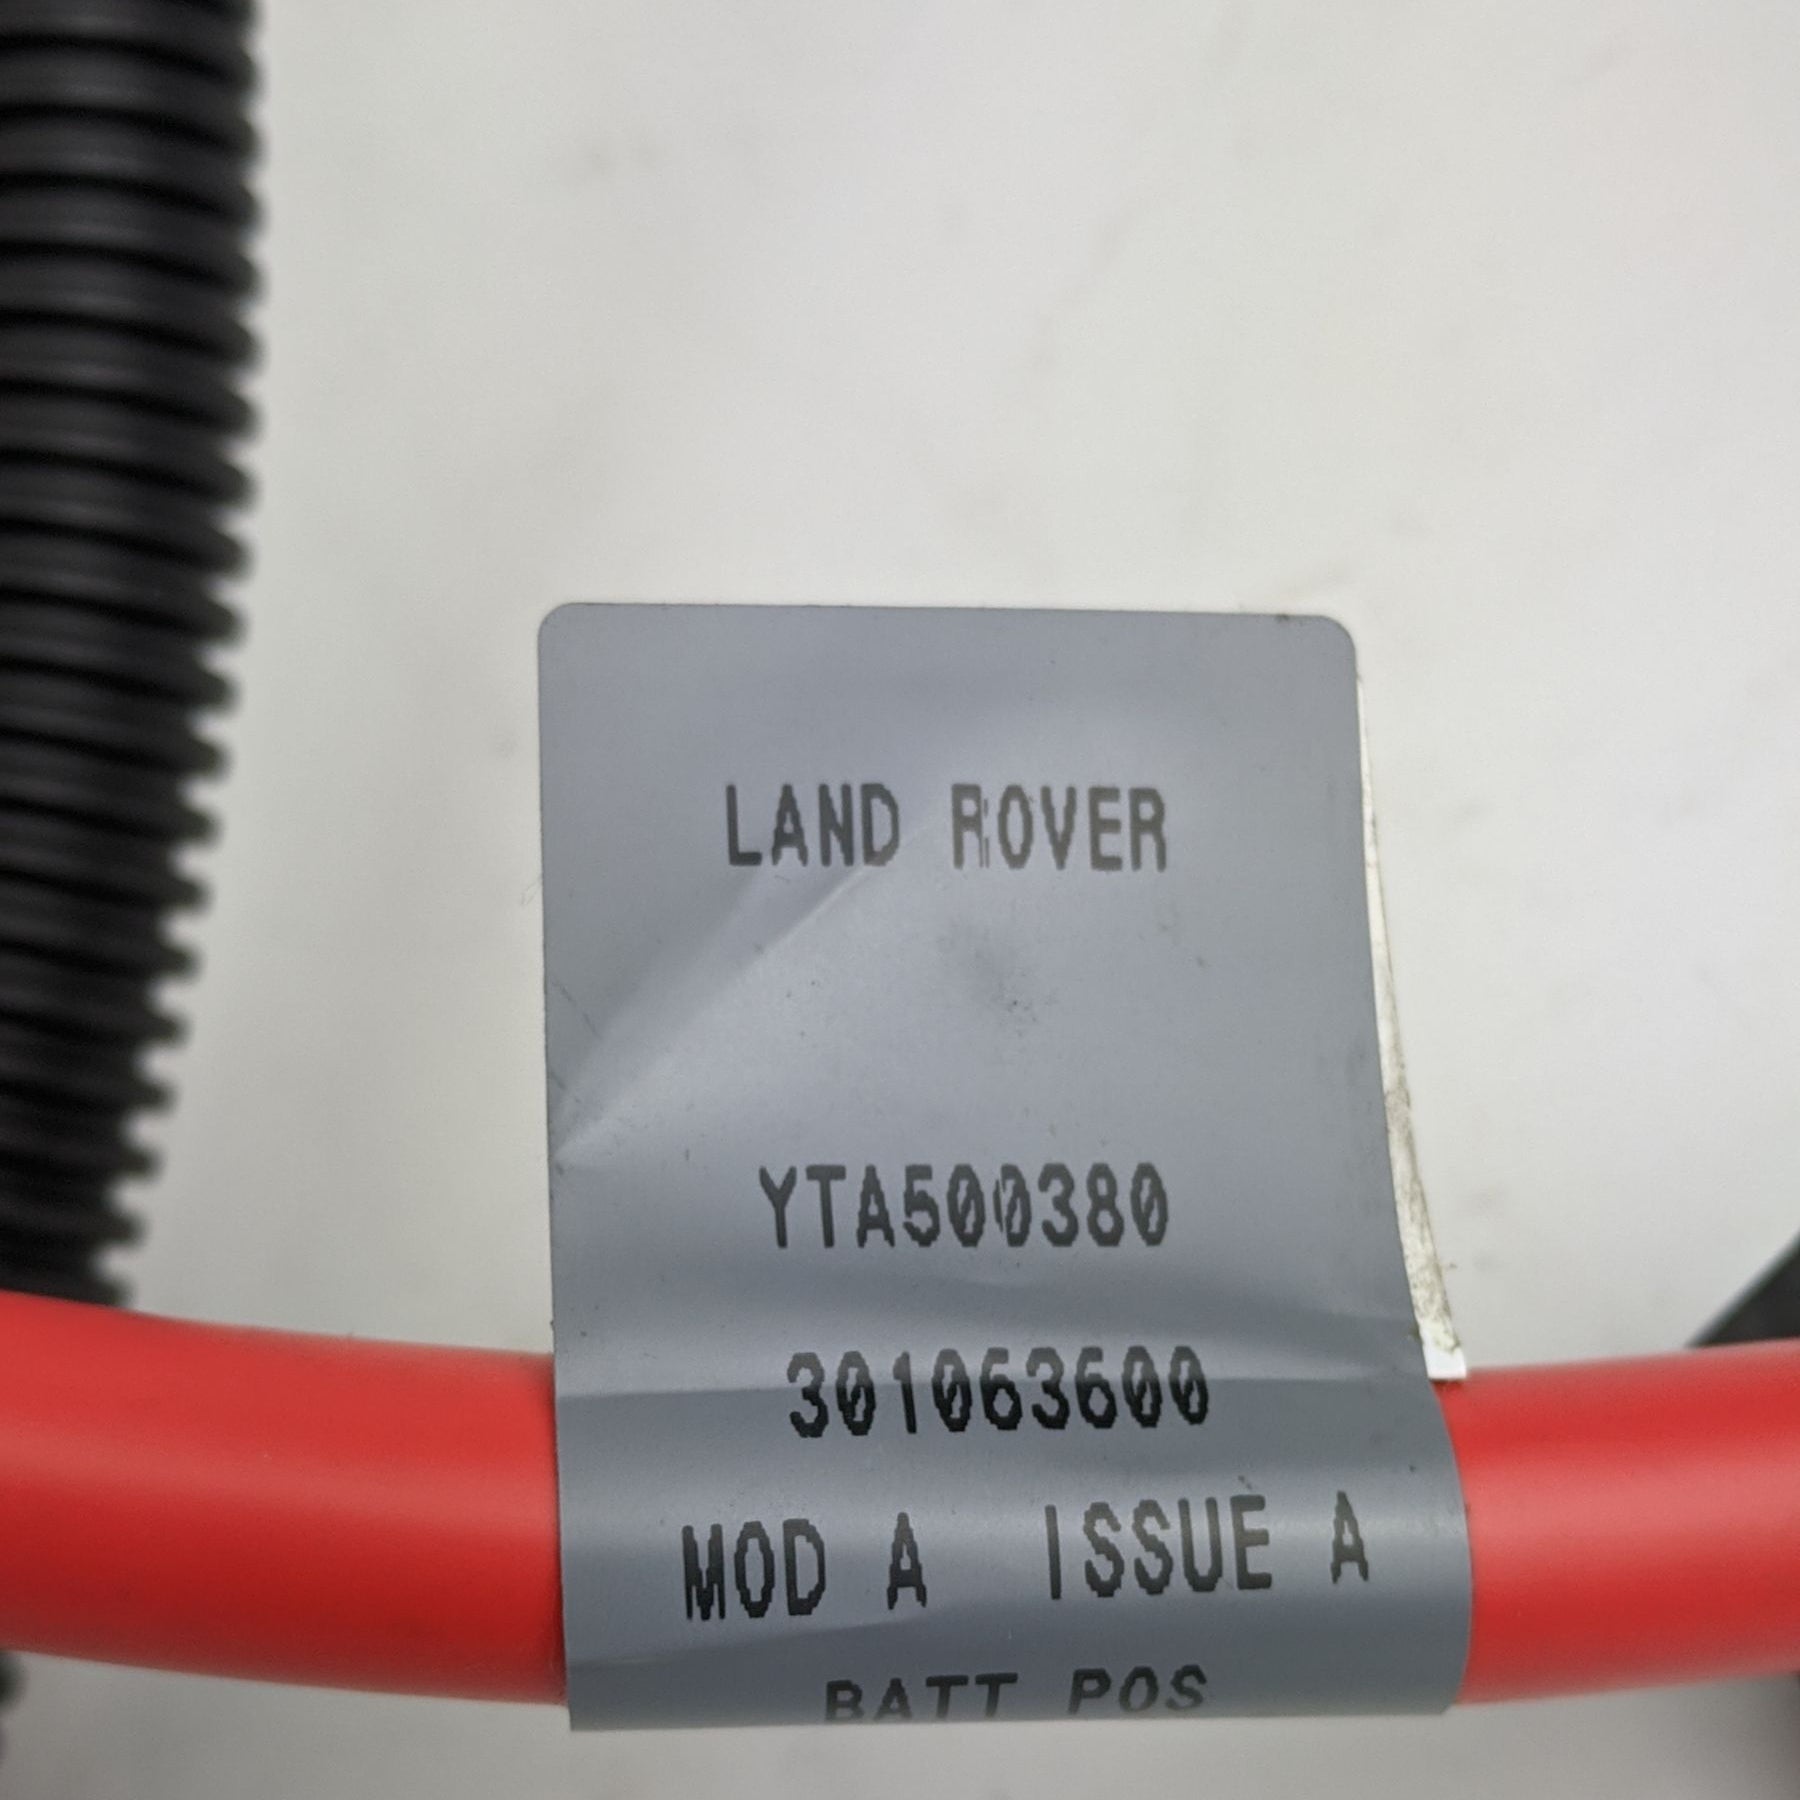 LAND ROVER
YTA500380
301063600
MOD A ISSUE A
BATT POS